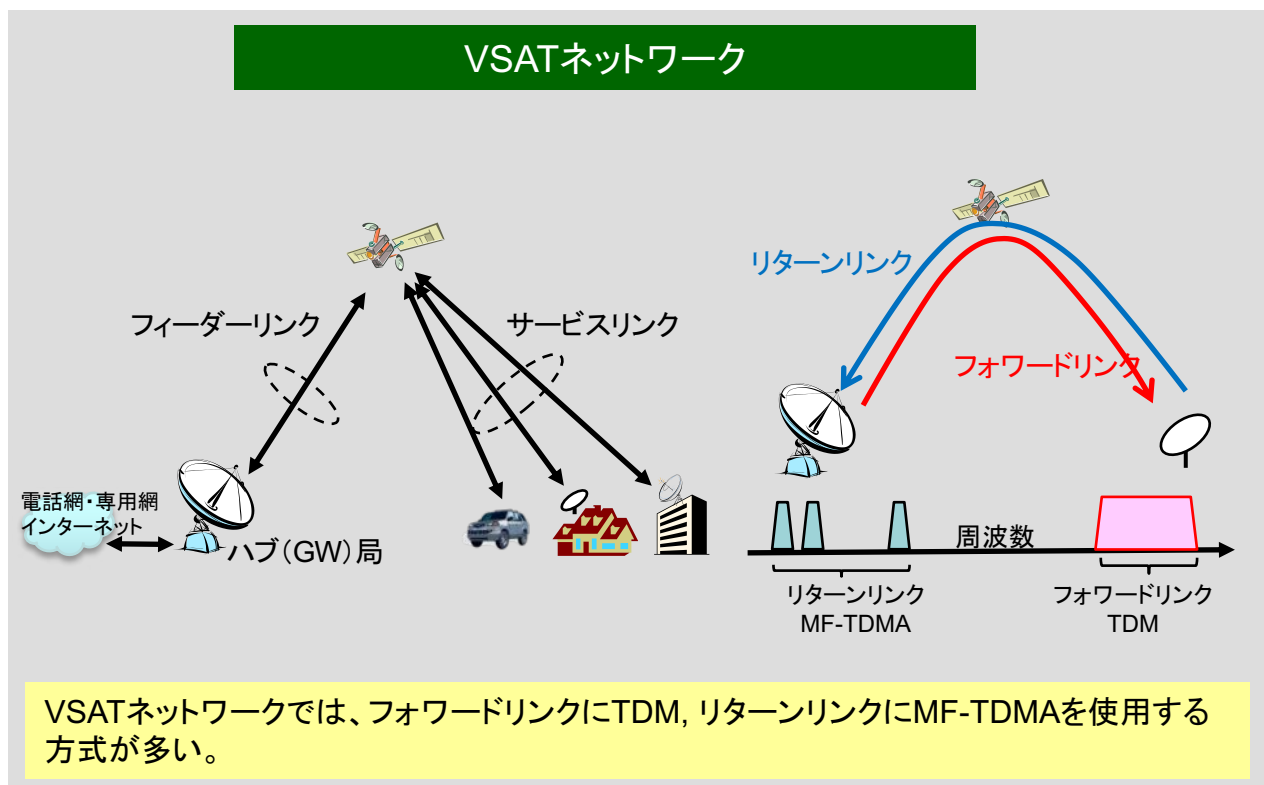 VSATネットワーク
フィーダーリンク
サービスリンク
電話網・専用網
インターネット
ハブ(GW)局
リターンリンク
フォワードリンク
周波数
リターンリンク
MF-TDMA
フォワードリンク
TDM
VSATネットワークでは、フォワードリンクにTDM, リターンリンクにMF-TDMAを使用する
方式が多い。